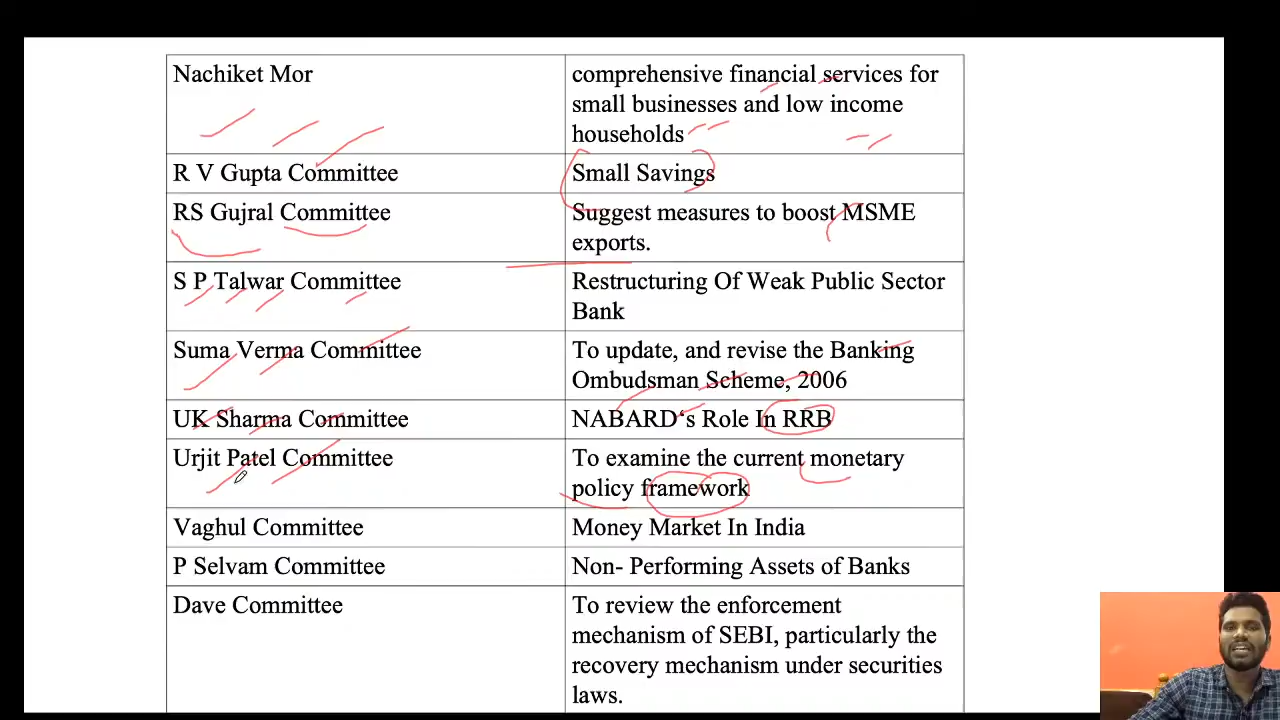 Nachiket Mor
comprehensive financial services for
small businesses and low income
households
R V Gupta Committee
Small Savings
RS Gujral Committee
Suggest measures to boost MSME
exports.
S P Talwar Committee
Restructuring Of Weak Public Sector
Bank
Suma Verma Committee
To update, and revise the Banking
Ombudsman Scheme, 2006
UK Sharma Committee
NABARD‘s Role In RRB
Urjit Patel Committee
To examine the current monetary
policy framework
Vaghul Committee
Money Market In India
P Selvam Committee
Non- Performing Assets of Banks
Dave Committee
To review the enforcement
mechanism of SEBI, particularly the
recovery mechanism under securities
laws.